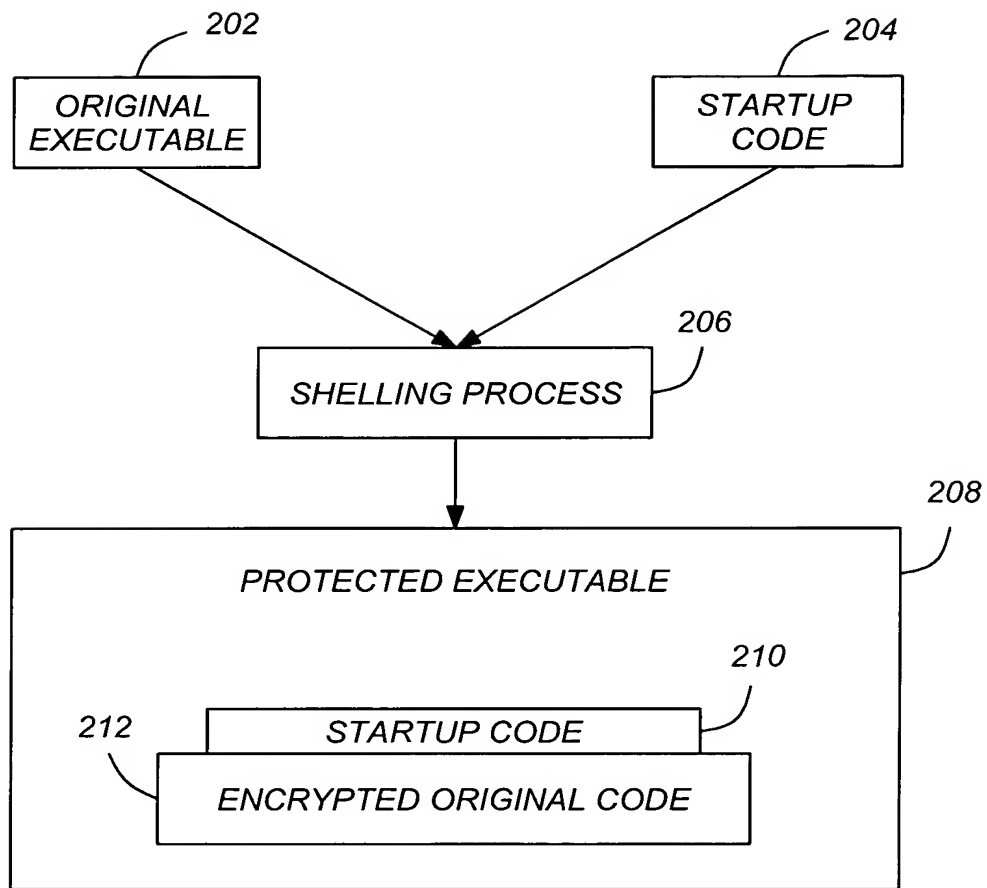 202
204
ORIGINAL
EXECUTABLE
STARTUP
CODE
206
SHELLING PROCESS
208
PROTECTED EXECUTABLE
210
212
STARTUP CODE
ENCRYPTED ORIGINAL CODE